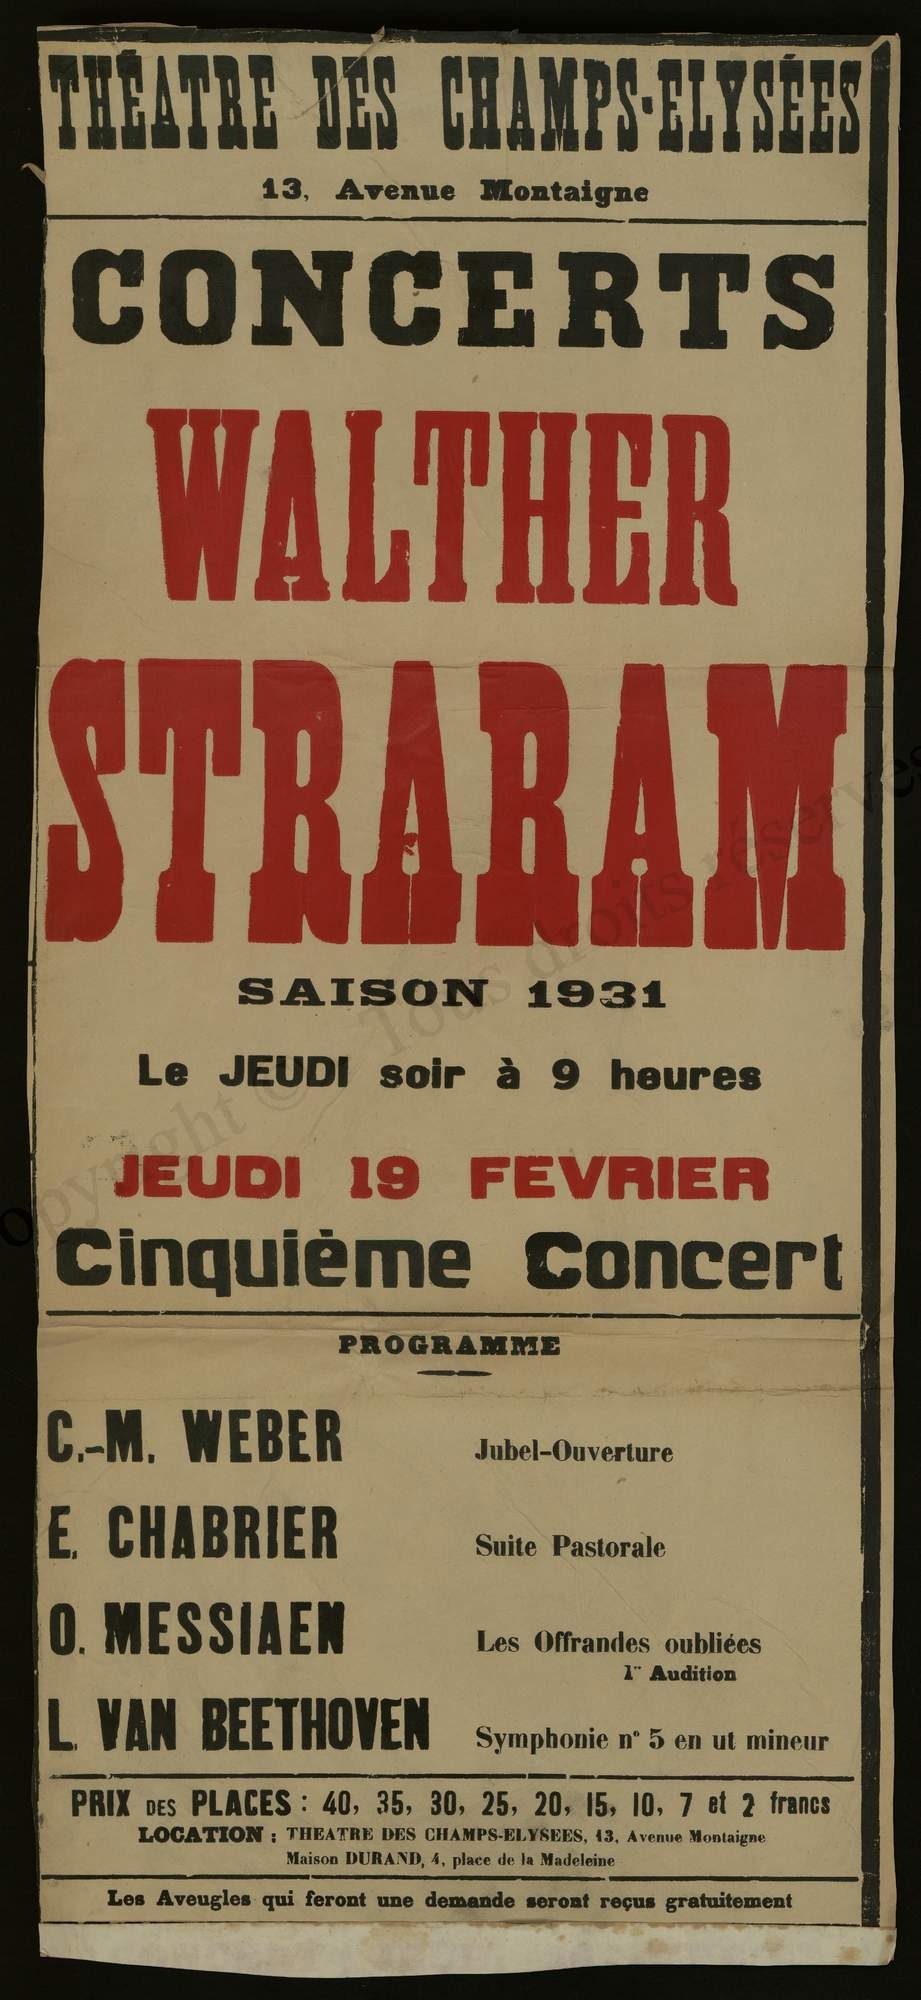 THÉATRE DES CHAMPS-ELYSÉES
13, Avenue Montaigne
CONCERTS
WALTHER
STRARAM
SAISON 1931
Le JEUDI soir à 9 heures
JEUDI 19 FEVRIER
Cinquième Concert
PROGRAMME
C.-M. WEBER Jubel-Ouverture
E. CHABRIER Suite Pastorale
O. MESSIAEN Les Offrandes oubliées
1re Audition
L. VAN BEETHOVEN Symphonie n° 5 en ut mineur
PRIX DES PLACES : 40, 35, 30, 25, 20, 15, 10, 7 et 2 francs
LOCATION : THEATRE DES CHAMPS-ELYSEES, 13, Avenue Montaigne
Maison DURAND, 4, place de la Madeleine
Les Aveugles qui feront une demande seront reçus gratuitement
opyright © Tous droits réservés